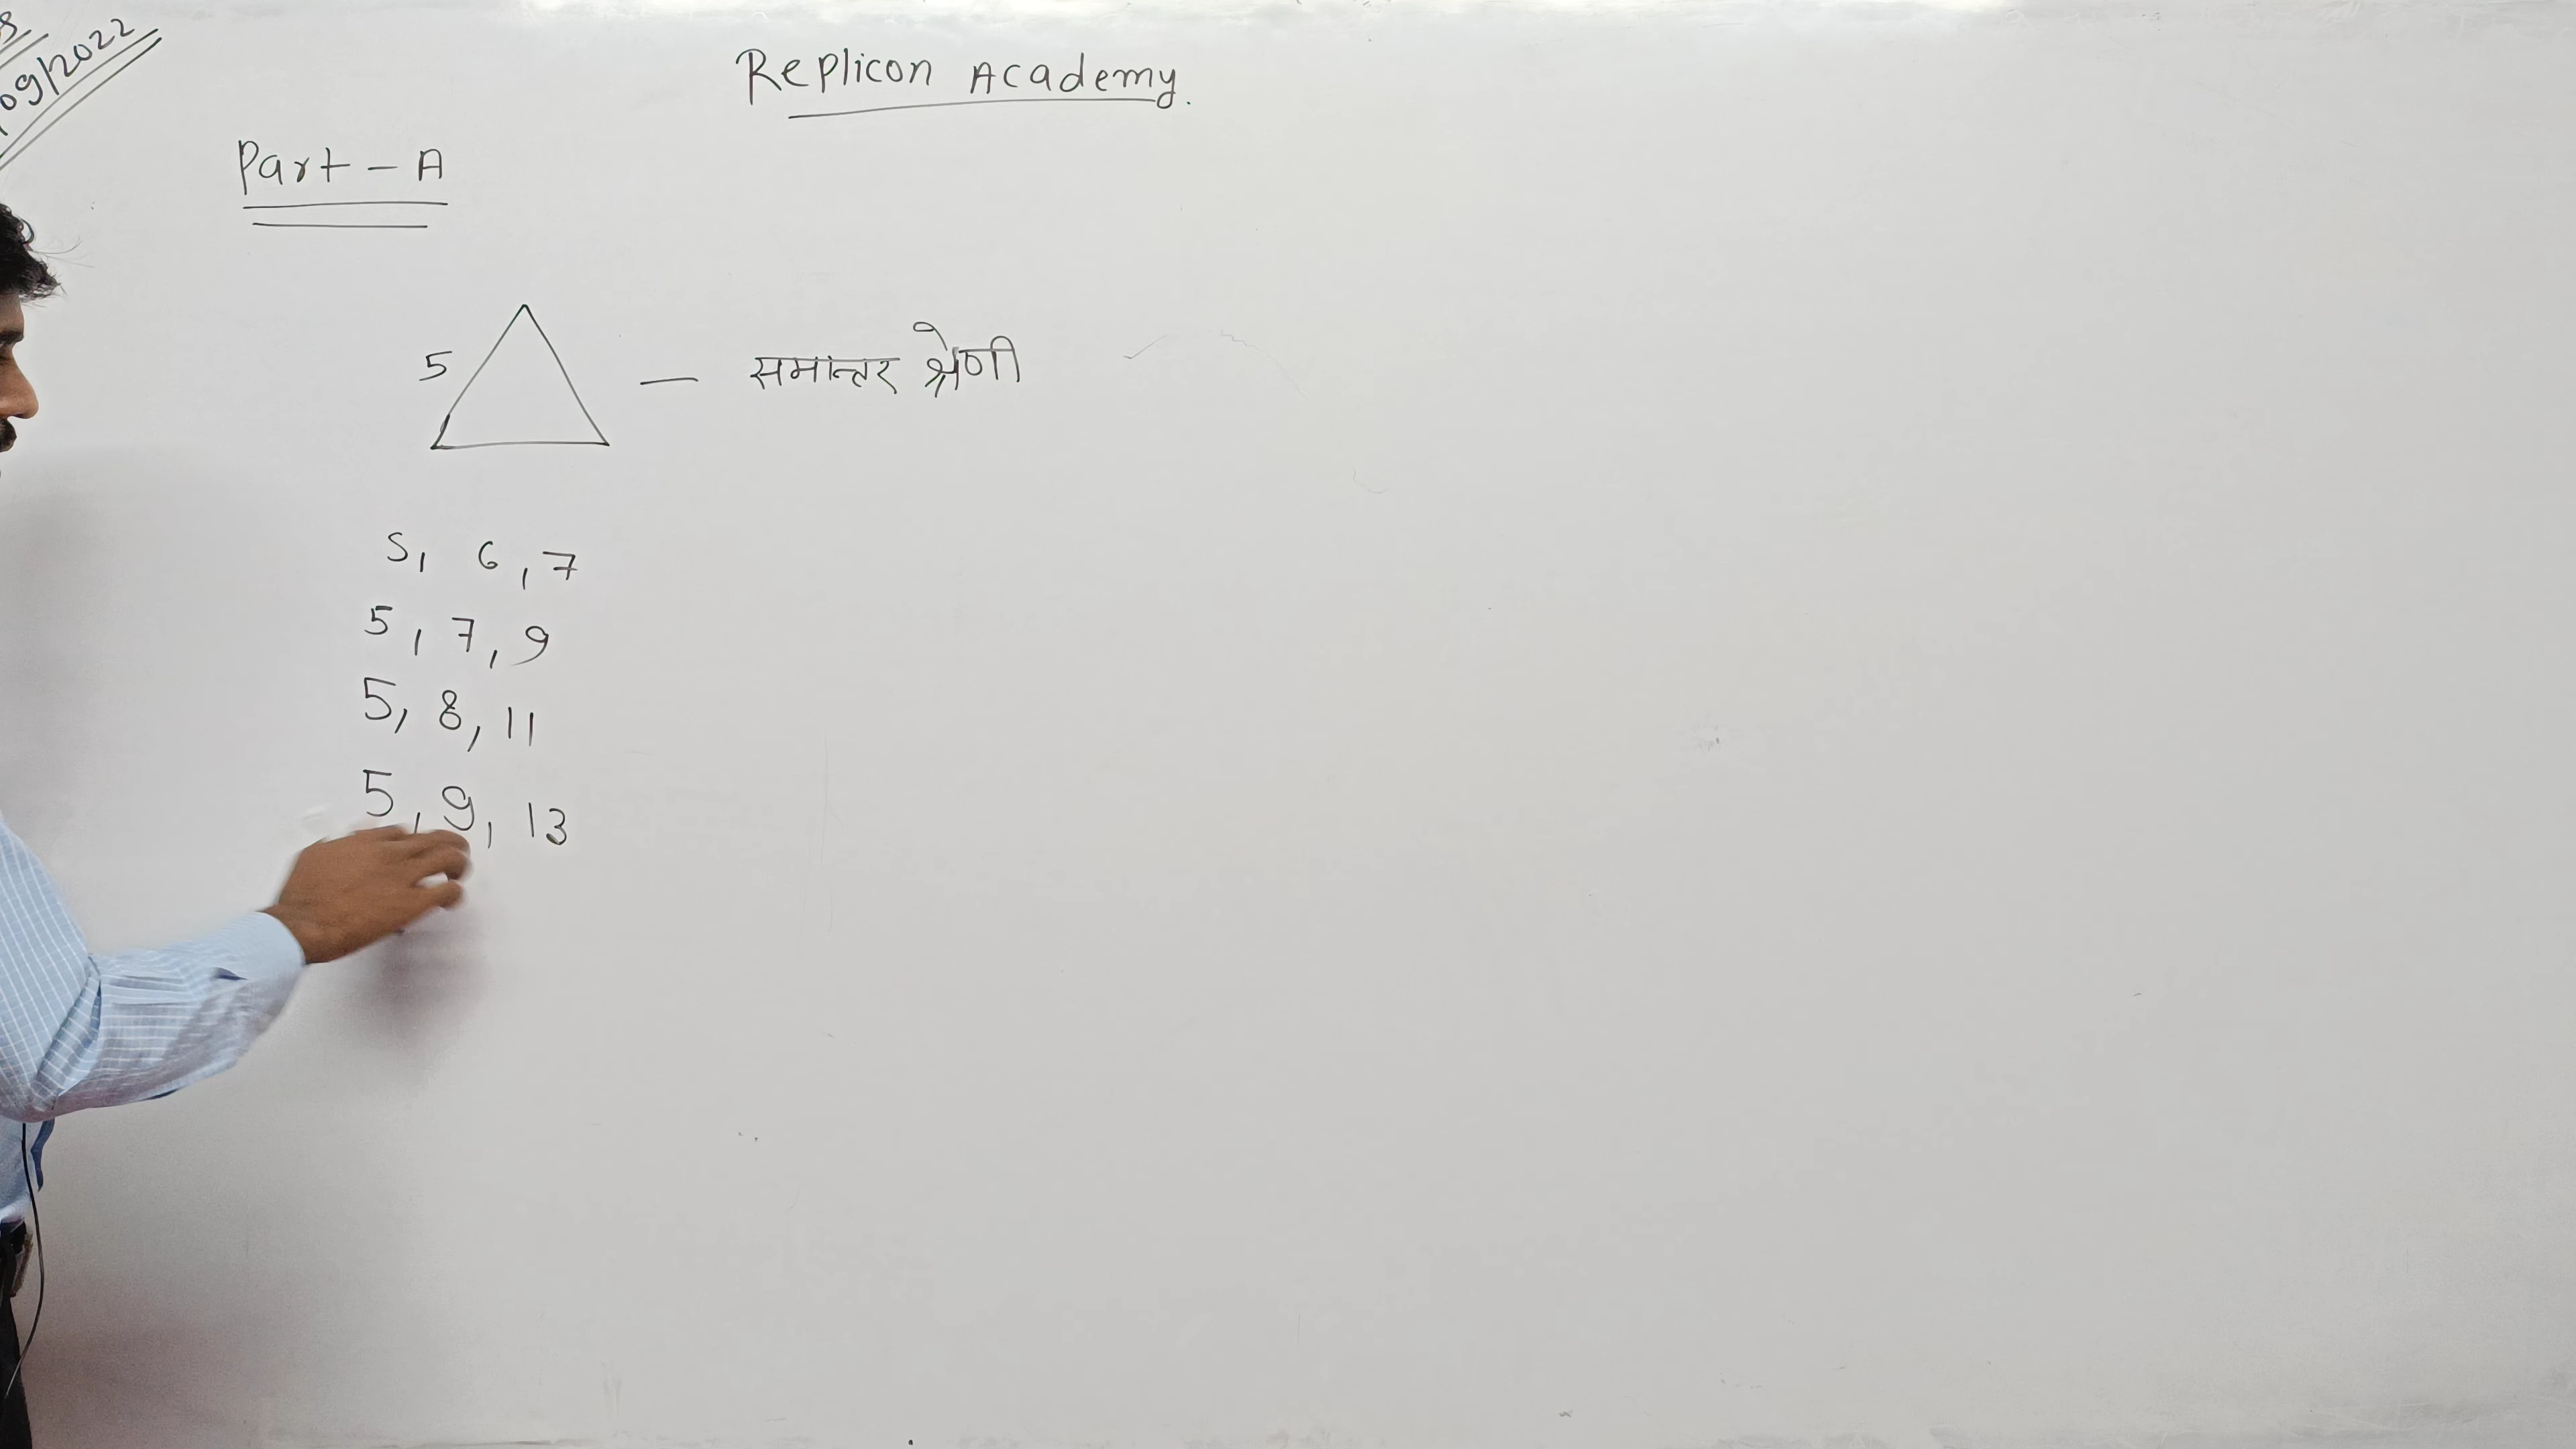 09/2022
Replicon Academy.
Part - A
5 — समान्तर श्रेणी
5, 6, 7
5, 7, 9
5, 8, 11
5, 9, 13